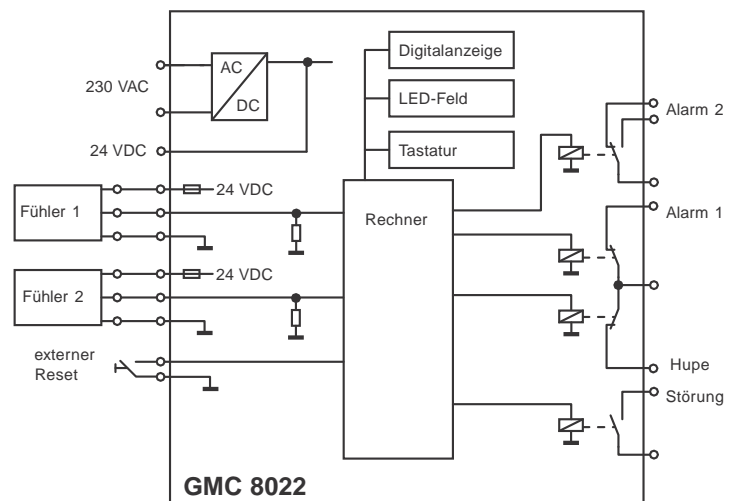 AC
DC
230 VAC
24 VDC
Digitalanzeige
LED-Feld
Tastatur
Alarm 2
Fühler 1
24 VDC
Rechner
Alarm 1
Fühler 2
24 VDC
externer
Reset
Hupe
Störung
GMC 8022